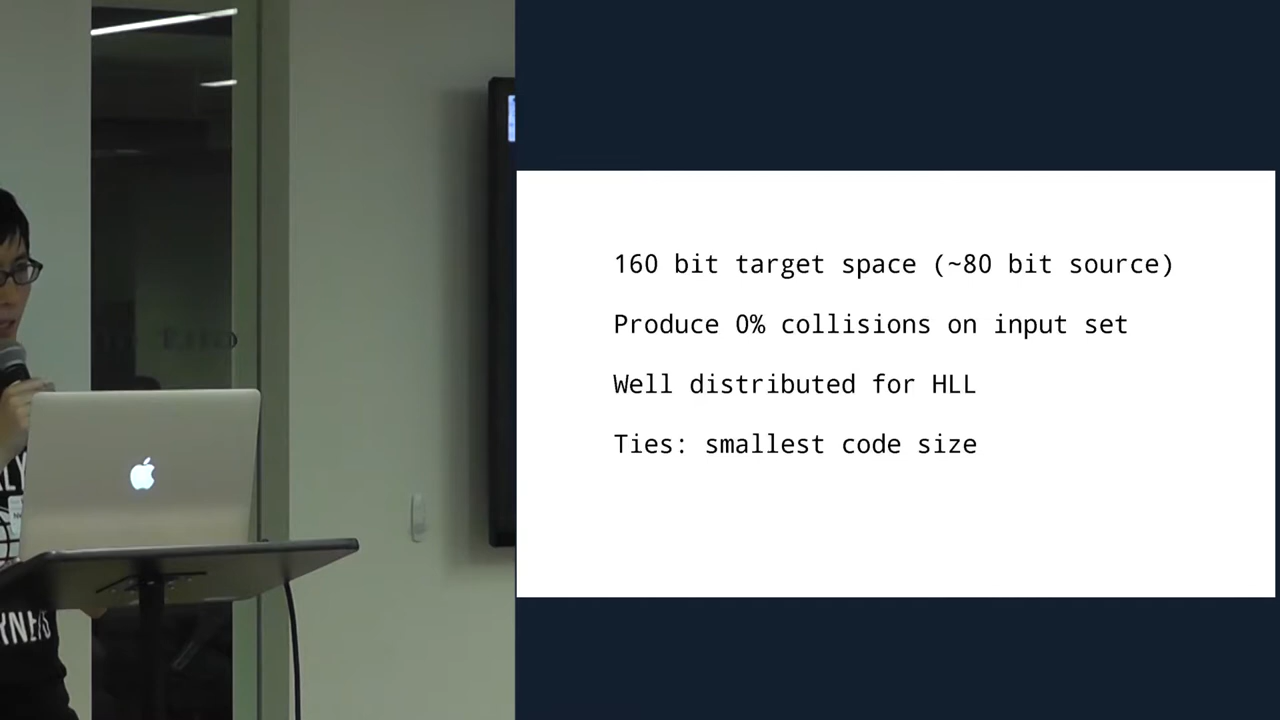 160 bit target space (~80 bit source)
Produce 0% collisions on input set
Well distributed for HLL
Ties: smallest code size